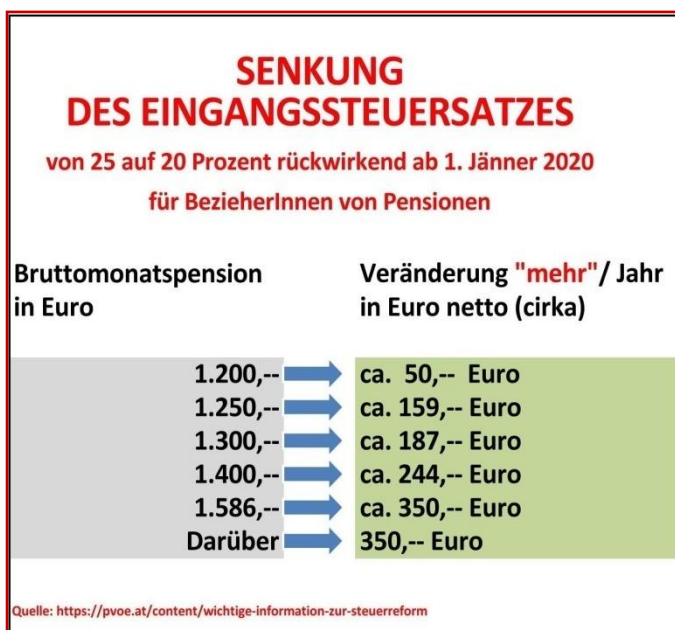 SENKUNG
DES EINGANGSSTEUERSATZES
von 25 auf 20 Prozent rückwirkend ab 1. Jänner 2020
für BezieherInnen von Pensionen
Bruttomonatspension
in Euro
Veränderung "mehr"/ Jahr
in Euro netto (cirka)
1.200,-- ca. 50,-- Euro
1.250,-- ca. 159,-- Euro
1.300,-- ca. 187,-- Euro
1.400,-- ca. 244,-- Euro
1.586,-- ca. 350,-- Euro
Darüber 350,-- Euro
Quelle: https://pvoe.at/content/wichtige-information-zur-steuerreform